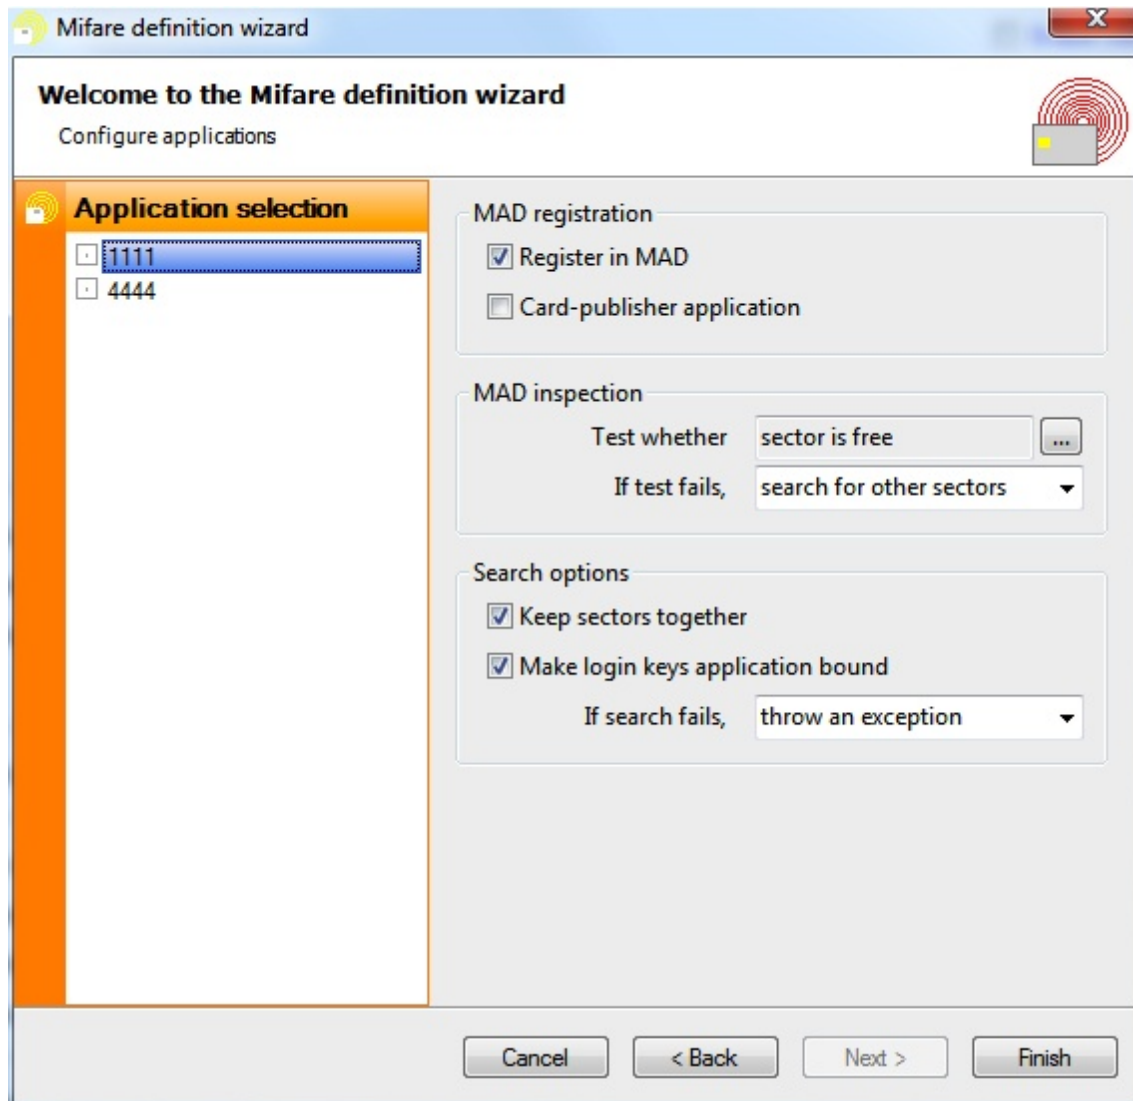 Mifare definition wizard
x
Welcome to the Mifare definition wizard
Configure applications
Application selection
1111
4444
MAD registration
Register in MAD
Card-publisher application
MAD inspection
Test whether sector is free ...
If test fails, search for other sectors
Search options
Keep sectors together
Make login keys application bound
If search fails, throw an exception
Cancel < Back Next > Finish